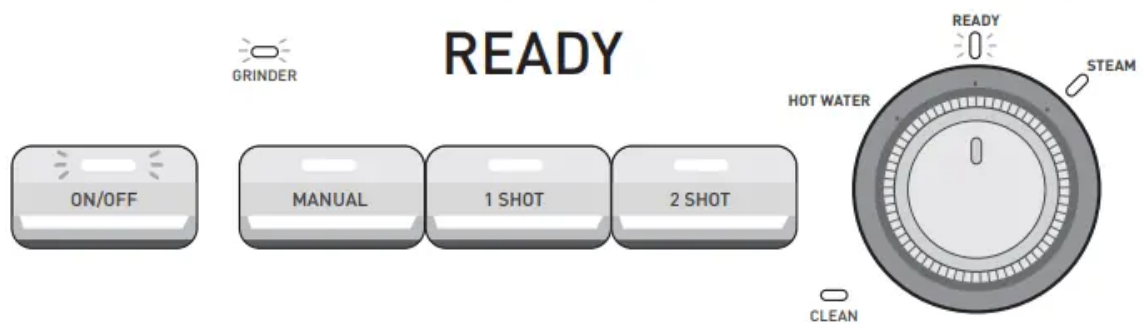 READY
GRINDER
READY
STEAM
HOT WATER
ON/OFF
MANUAL
1 SHOT
2 SHOT
CLEAN